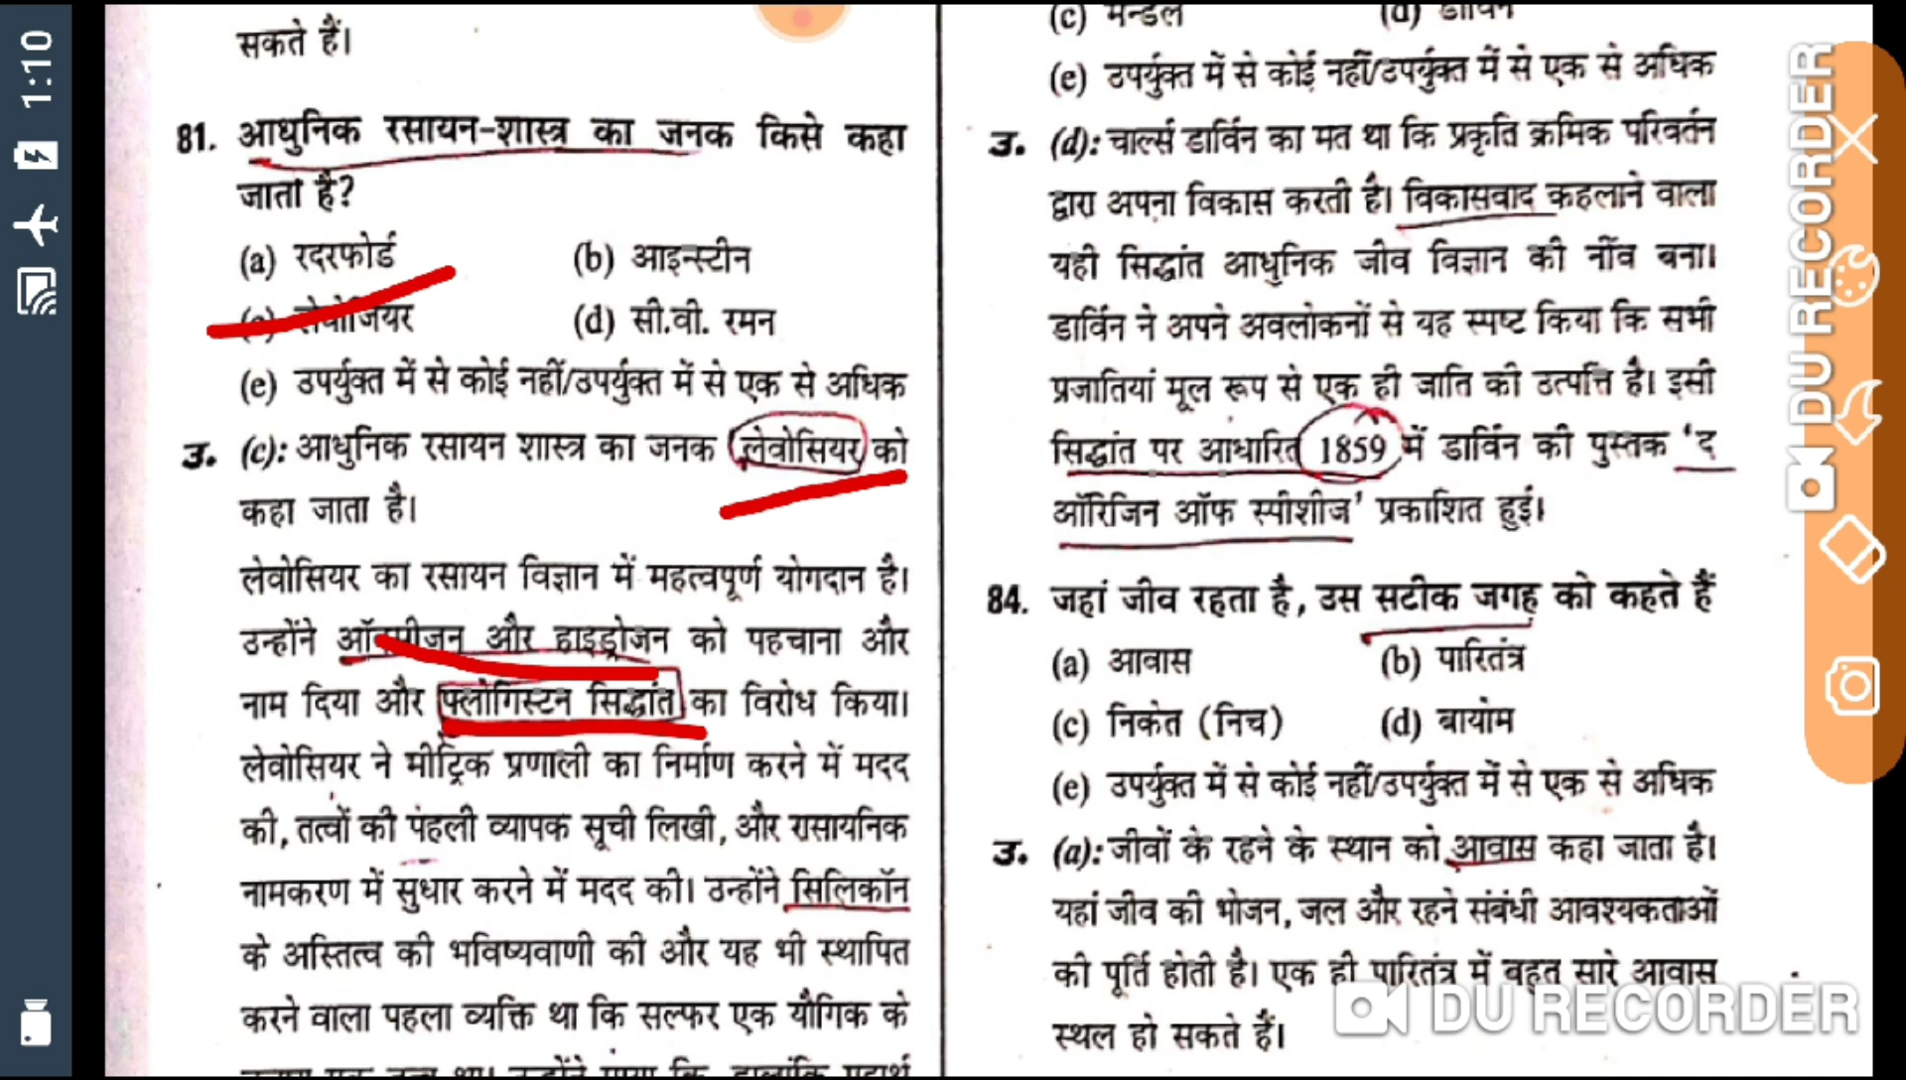 1:10
सकते हैं।
81. आधुनिक रसायन-शास्त्र का जनक किसे कहा
जाता है?
(a) रदरफोर्ड (b) आइन्स्टीन
(c) लेवोजियर (d) सी.वी. रमन
(e) उपर्युक्त में से कोई नहीं/उपर्युक्त में से एक से अधिक
उ. (c): आधुनिक रसायन शास्त्र का जनक लेवोसियर को
कहा जाता है।
लेवोसियर का रसायन विज्ञान में महत्वपूर्ण योगदान है।
उन्होंने ऑक्सीजन और हाइड्रोजन को पहचाना और
नाम दिया और फ्लोगिस्टन सिद्धांत का विरोध किया।
लेवोसियर ने मीट्रिक प्रणाली का निर्माण करने में मदद
की, तत्वों की पहली व्यापक सूची लिखी, और रासायनिक
नामकरण में सुधार करने में मदद की। उन्होंने सिलिकॉन
के अस्तित्व की भविष्यवाणी की और यह भी स्थापित
करने वाला पहला व्यक्ति था कि सल्फर एक यौगिक के
(c) मेन्डल (d) डार्विन
(e) उपर्युक्त में से कोई नहीं/उपर्युक्त में से एक से अधिक
उ. (d): चार्ल्स डार्विन का मत था कि प्रकृति क्रमिक परिवर्तन
द्वारा अपना विकास करती है। विकासवाद कहलाने वाला
यही सिद्धांत आधुनिक जीव विज्ञान की नींव बना।
डार्विन ने अपने अवलोकनों से यह स्पष्ट किया कि सभी
प्रजातियां मूल रूप से एक ही जाति की उत्पत्ति है। इसी
सिद्धांत पर आधारित 1859 में डार्विन की पुस्तक 'द
ऑरिजिन ऑफ स्पीशीज' प्रकाशित हुई।
84. जहां जीव रहता है, उस सटीक जगह को कहते हैं
(a) आवास (b) पारितंत्र
(c) निकेत (निच) (d) बायोम
(e) उपर्युक्त में से कोई नहीं/उपर्युक्त में से एक से अधिक
उ. (a): जीवों के रहने के स्थान को आवास कहा जाता है।
यहां जीव की भोजन, जल और रहने संबंधी आवश्यकताओं
की पूर्ति होती है। एक ही पारितंत्र में बहुत सारे आवास
स्थल हो सकते हैं।
DU RECORDER
DU RECORDER